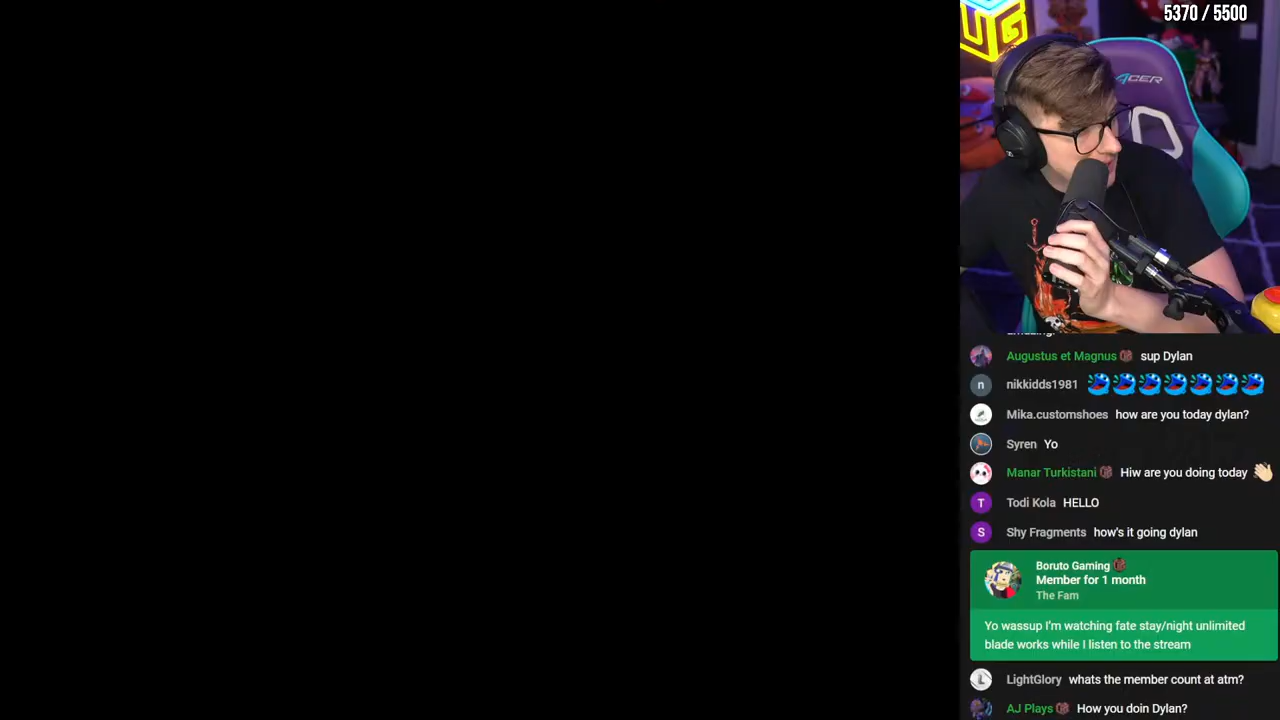 5370 / 5500
UG
ACER
Augustus et Magnus sup Dylan
n nikkidds1981
Mika.customshoes how are you today dylan?
Syren Yo
Manar Turkistani Hiw are you doing today
T Todi Kola HELLO
S Shy Fragments how's it going dylan
Boruto Gaming
Member for 1 month
The Fam
Yo wassup I'm watching fate stay/night unlimited
blade works while I listen to the stream
L LightGlory whats the member count at atm?
AJ Plays How you doin Dylan?